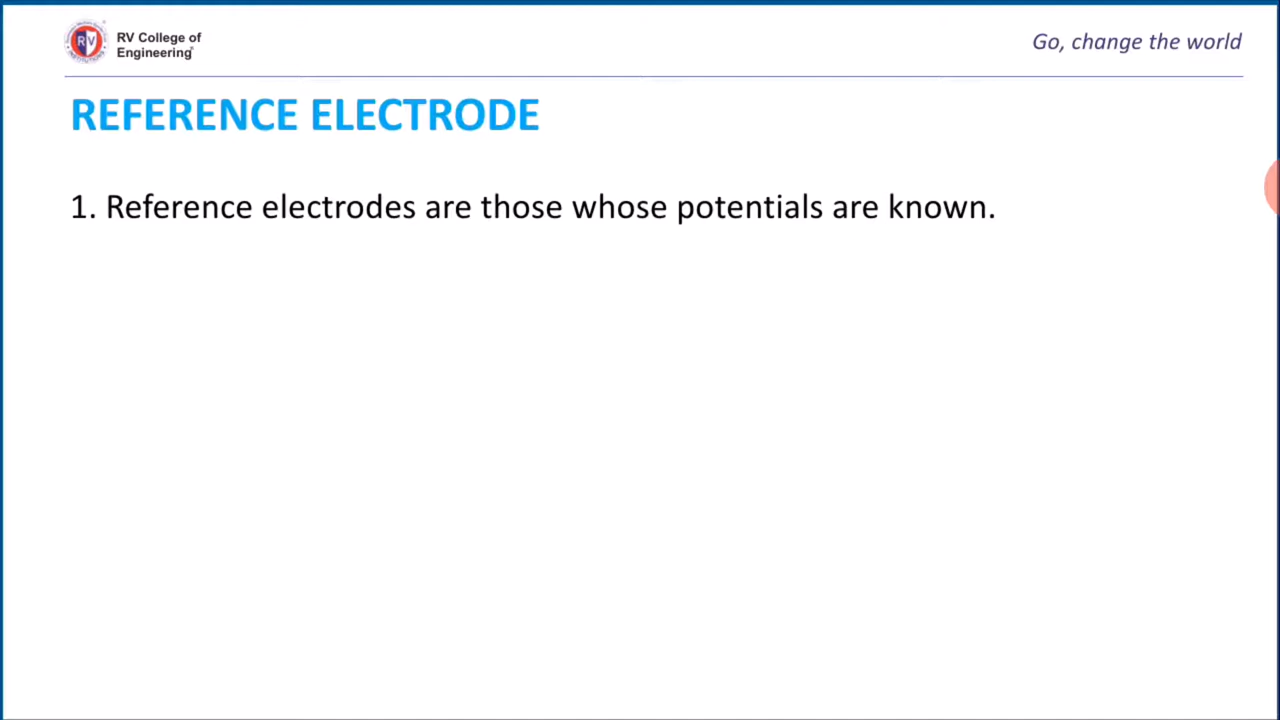 RV College of
Engineering
Go, change the world
REFERENCE ELECTRODE
1. Reference electrodes are those whose potentials are known.